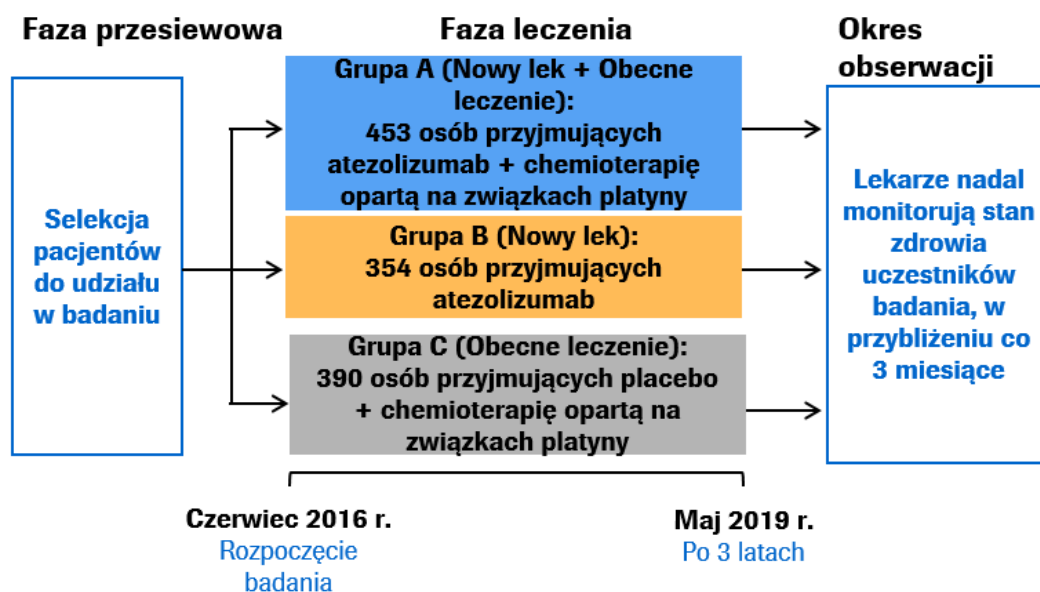 Faza przesiewowa
Faza leczenia
Okres
obserwacji
Selekcja
pacjentów
do udziału
w badaniu
Grupa A (Nowy lek + Obecne
leczenie):
453 osób przyjmujących
atezolizumab + chemioterapię
opartą na związkach platyny
Grupa B (Nowy lek):
354 osób przyjmujących
atezolizumab
Grupa C (Obecne leczenie):
390 osób przyjmujących placebo
+ chemioterapię opartą na
związkach platyny
Lekarze nadal
monitorują stan
zdrowia
uczestników
badania, w
przybliżeniu co
3 miesiące
Czerwiec 2016 r.
Rozpoczęcie
badania
Maj 2019 r.
Po 3 latach